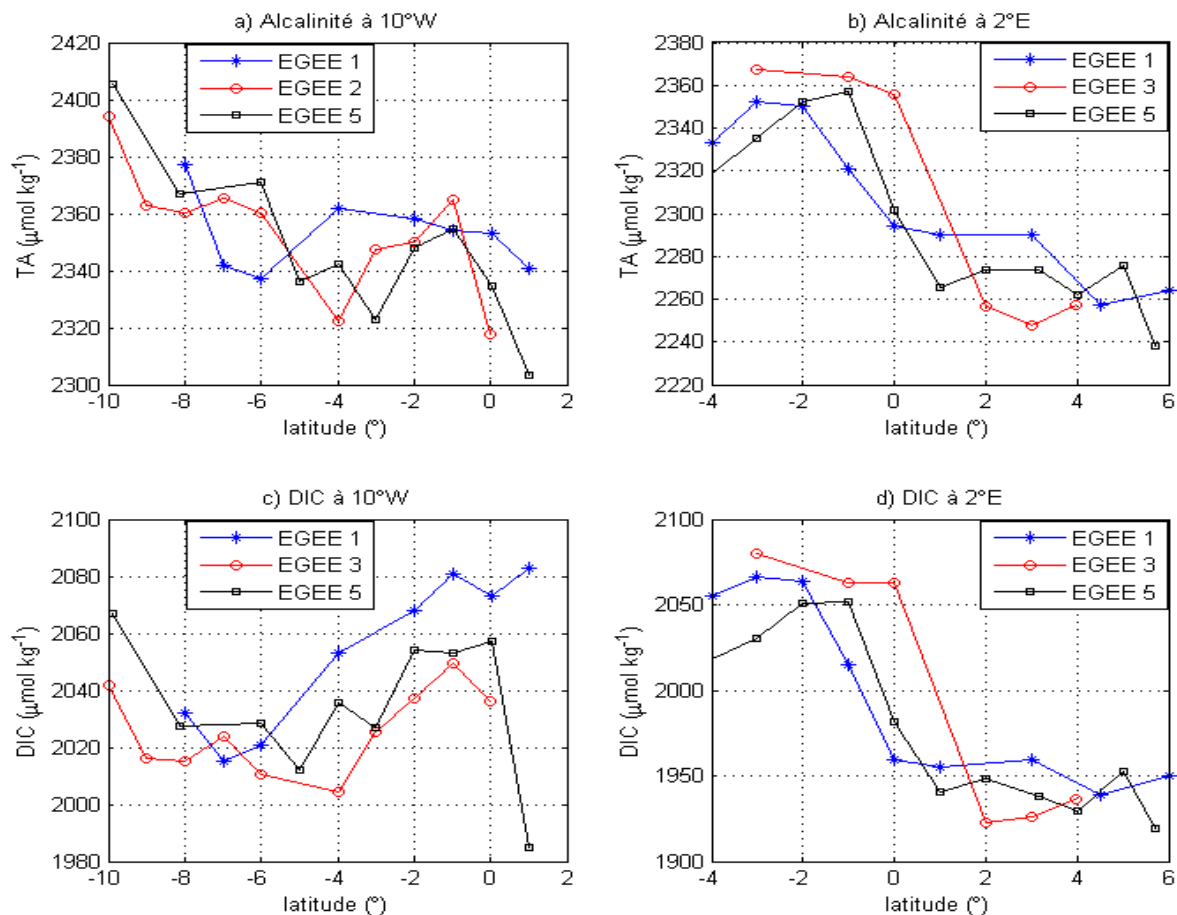 a) Alcalinité à 10°W
2420
2400
2380
2360
2340
2320
2300
TA (µmol kg⁻¹)
EGEE 1
EGEE 2
EGEE 5
-10 -8 -6 -4 -2 0 2
latitude (°)
b) Alcalinité à 2°E
2380
2360
2340
2320
2300
2280
2260
2240
2220
TA (µmol kg⁻¹)
EGEE 1
EGEE 3
EGEE 5
-4 -2 0 2 4 6
latitude (°)
c) DIC à 10°W
2100
2080
2060
2040
2020
2000
1980
DIC (µmol kg⁻¹)
EGEE 1
EGEE 3
EGEE 5
-10 -8 -6 -4 -2 0 2
latitude (°)
d) DIC à 2°E
2100
2050
2000
1950
1900
DIC (µmol kg⁻¹)
EGEE 1
EGEE 3
EGEE 5
-4 -2 0 2 4 6
latitude (°)